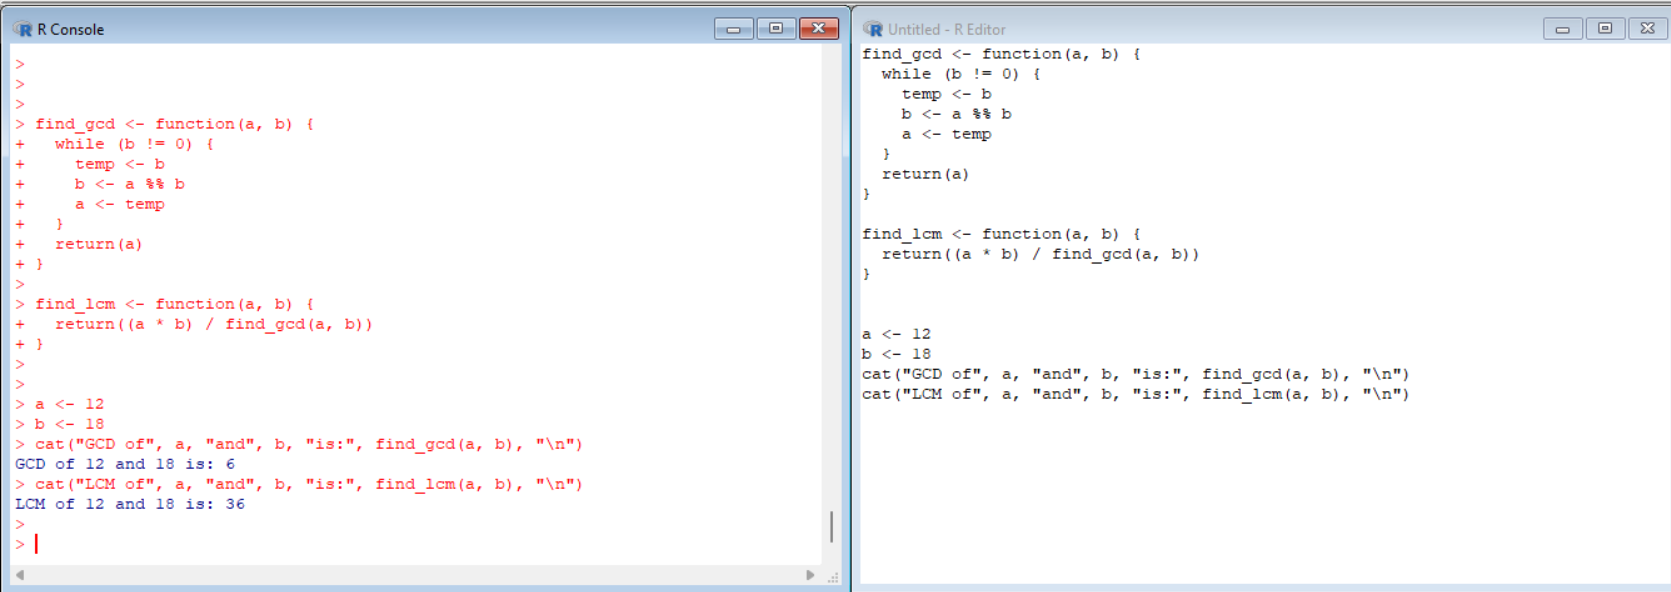 R Console
>
>
>
> find_gcd <- function(a, b) {
+   while (b != 0) {
+     temp <- b
+     b <- a %% b
+     a <- temp
+   }
+   return(a)
+ }
>
> find_lcm <- function(a, b) {
+   return((a * b) / find_gcd(a, b))
+ }
>
>
> a <- 12
> b <- 18
> cat("GCD of", a, "and", b, "is:", find_gcd(a, b), "\n")
GCD of 12 and 18 is: 6
> cat("LCM of", a, "and", b, "is:", find_lcm(a, b), "\n")
LCM of 12 and 18 is: 36
>
>
Untitled - R Editor
find_gcd <- function(a, b) {
  while (b != 0) {
    temp <- b
    b <- a %% b
    a <- temp
  }
  return(a)
}
find_lcm <- function(a, b) {
  return((a * b) / find_gcd(a, b))
}
a <- 12
b <- 18
cat("GCD of", a, "and", b, "is:", find_gcd(a, b), "\n")
cat("LCM of", a, "and", b, "is:", find_lcm(a, b), "\n")